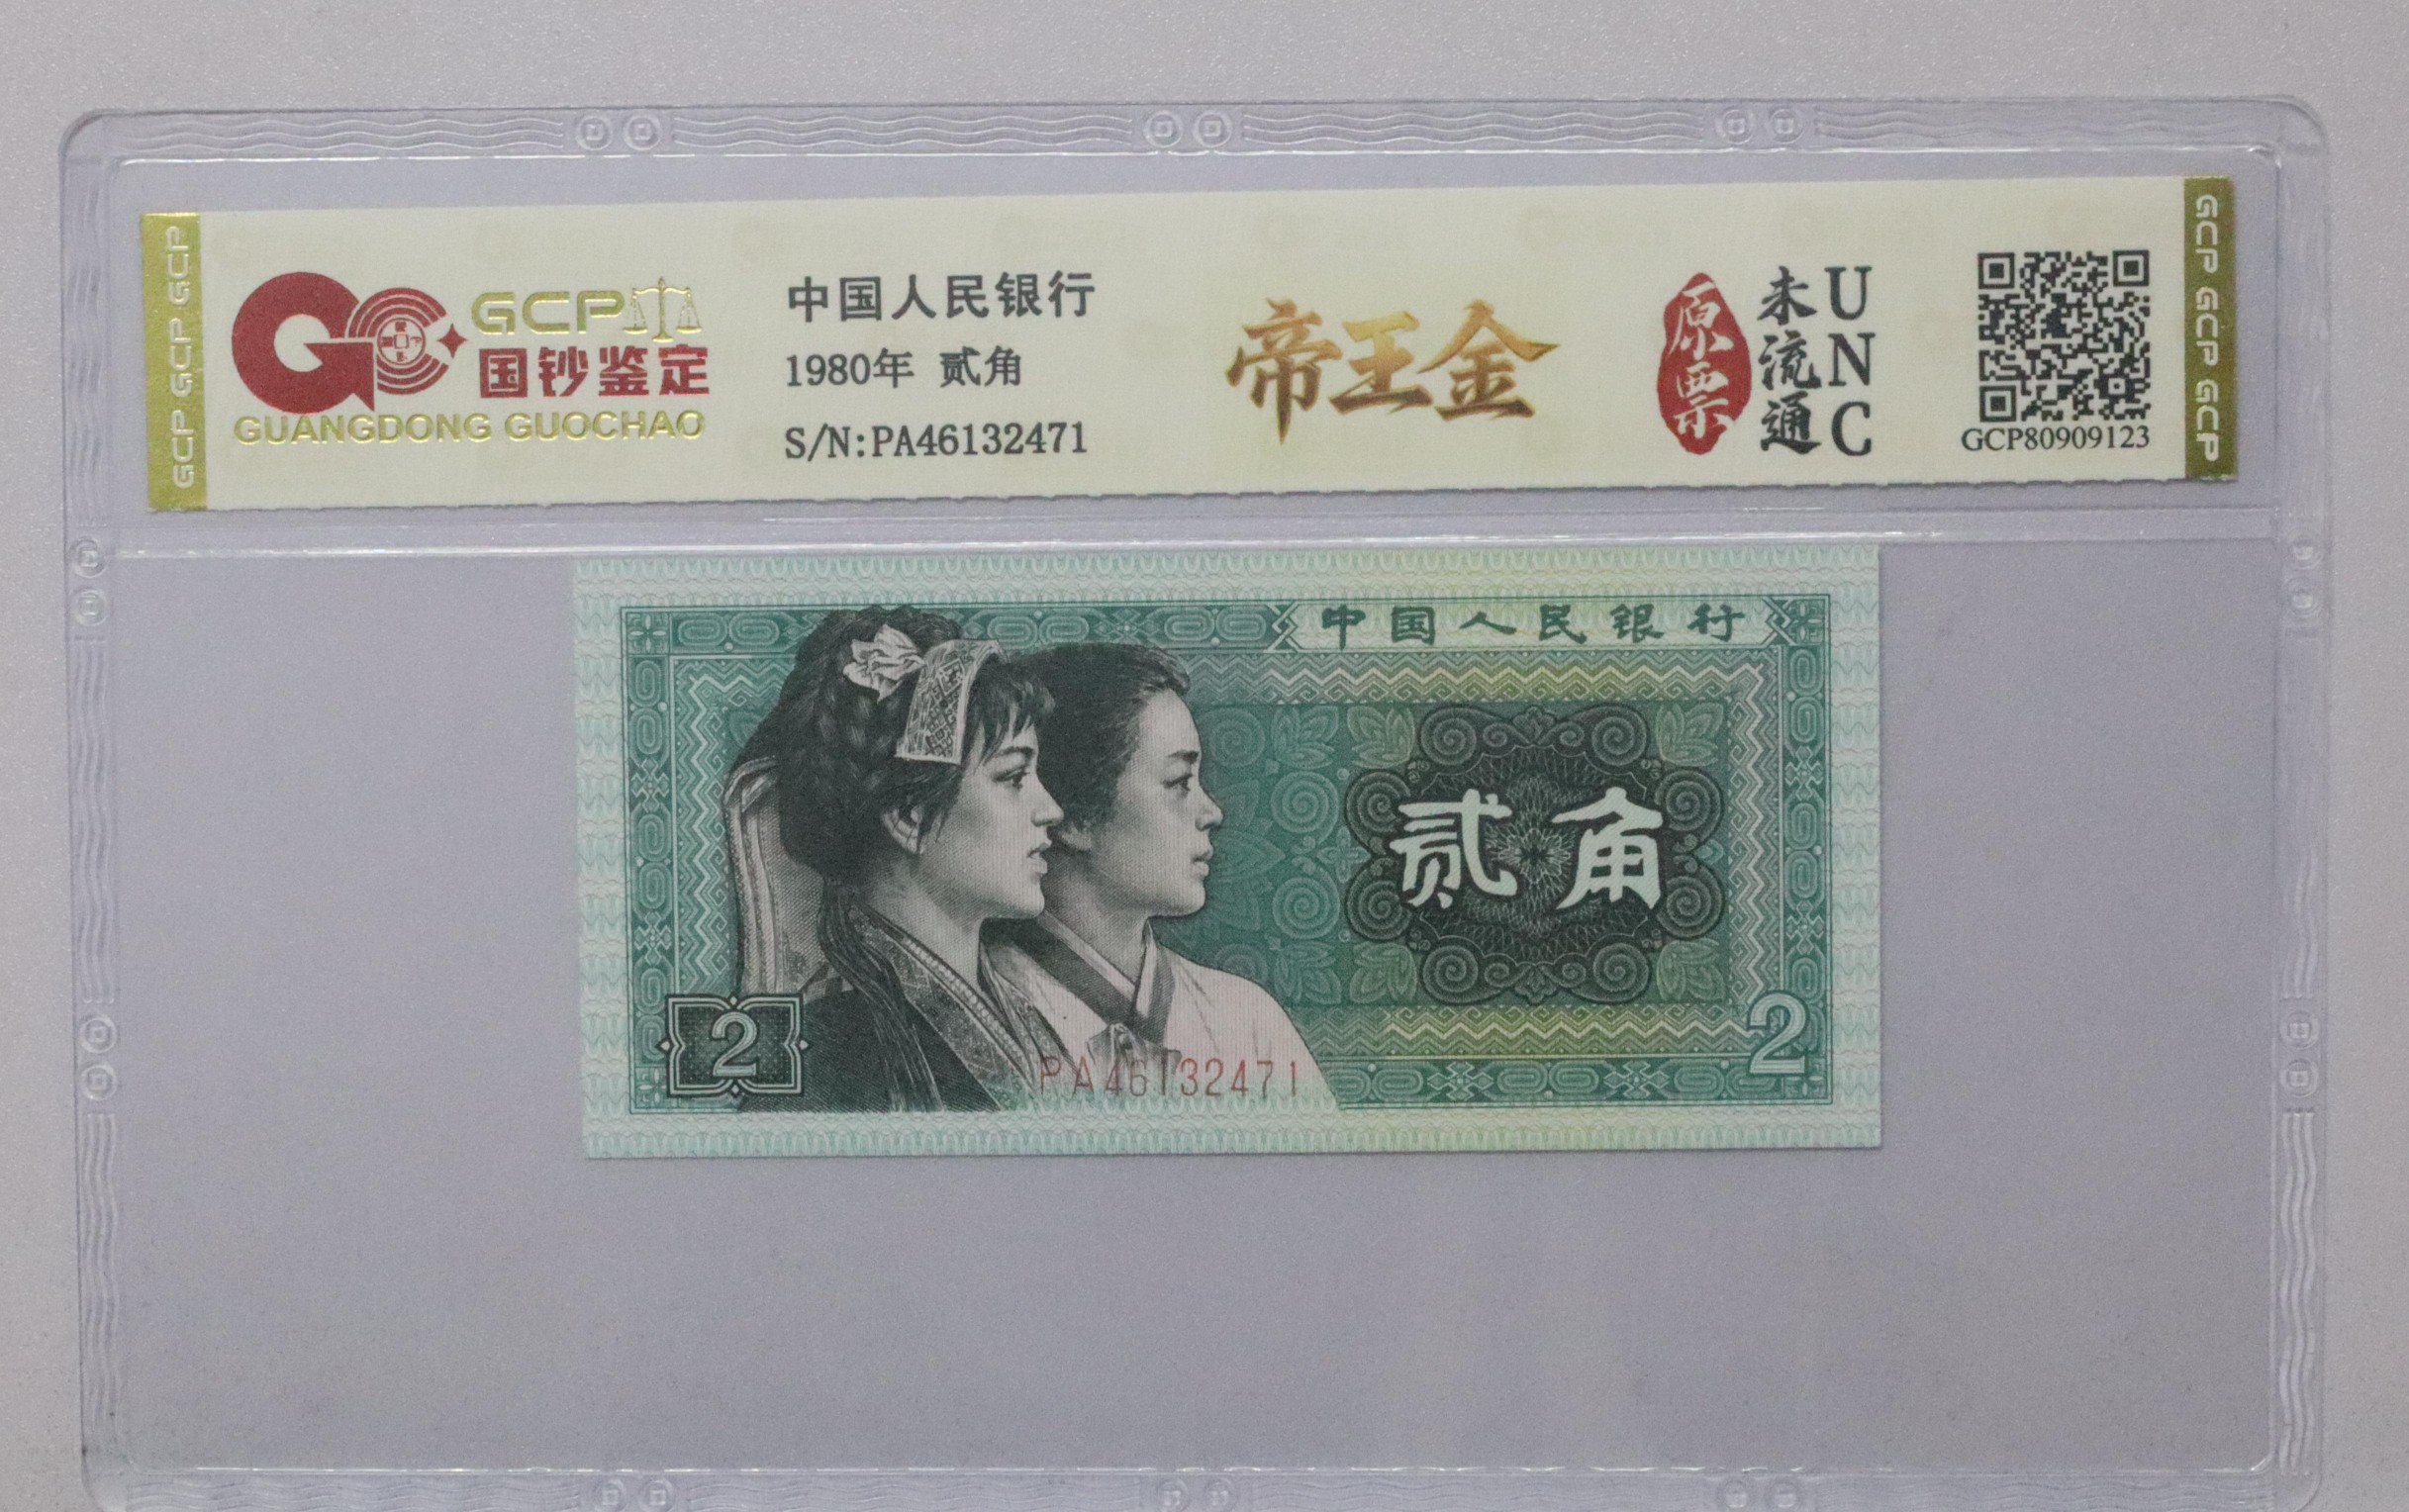 GCP GCP GCP
GCP
国钞鉴定
GUANGDONG GUOCHAO
中国人民银行
1980年 贰角
S/N:PA46132471
帝王金
原票
未流通
UNC
GCP80909123
GCP GCP GCP
中国人民银行
贰角
2
2
PA46132471